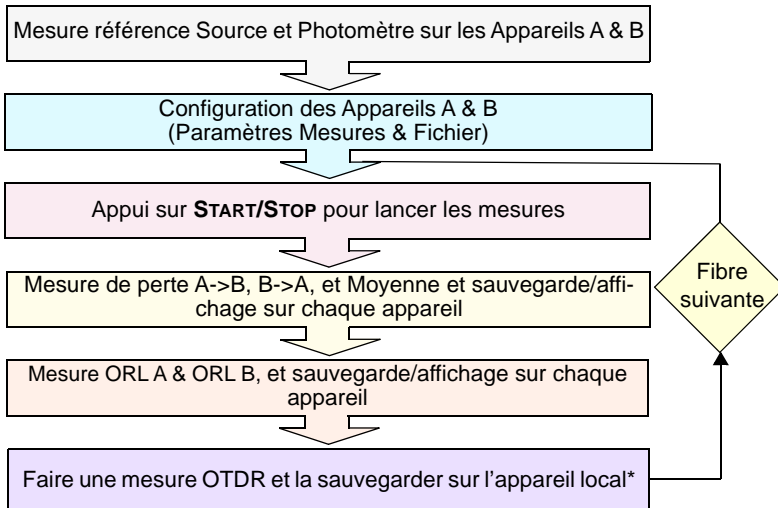 Mesure référence Source et Photomètre sur les Appareils A & B
Configuration des Appareils A & B
(Paramètres Mesures & Fichier)
Appui sur START/STOP pour lancer les mesures
Mesure de perte A->B, B->A, et Moyenne et sauvegarde/affi-
chage sur chaque appareil
Fibre
suivante
Mesure ORL A & ORL B, et sauvegarde/affichage sur chaque
appareil
Faire une mesure OTDR et la sauvegarder sur l’appareil local*